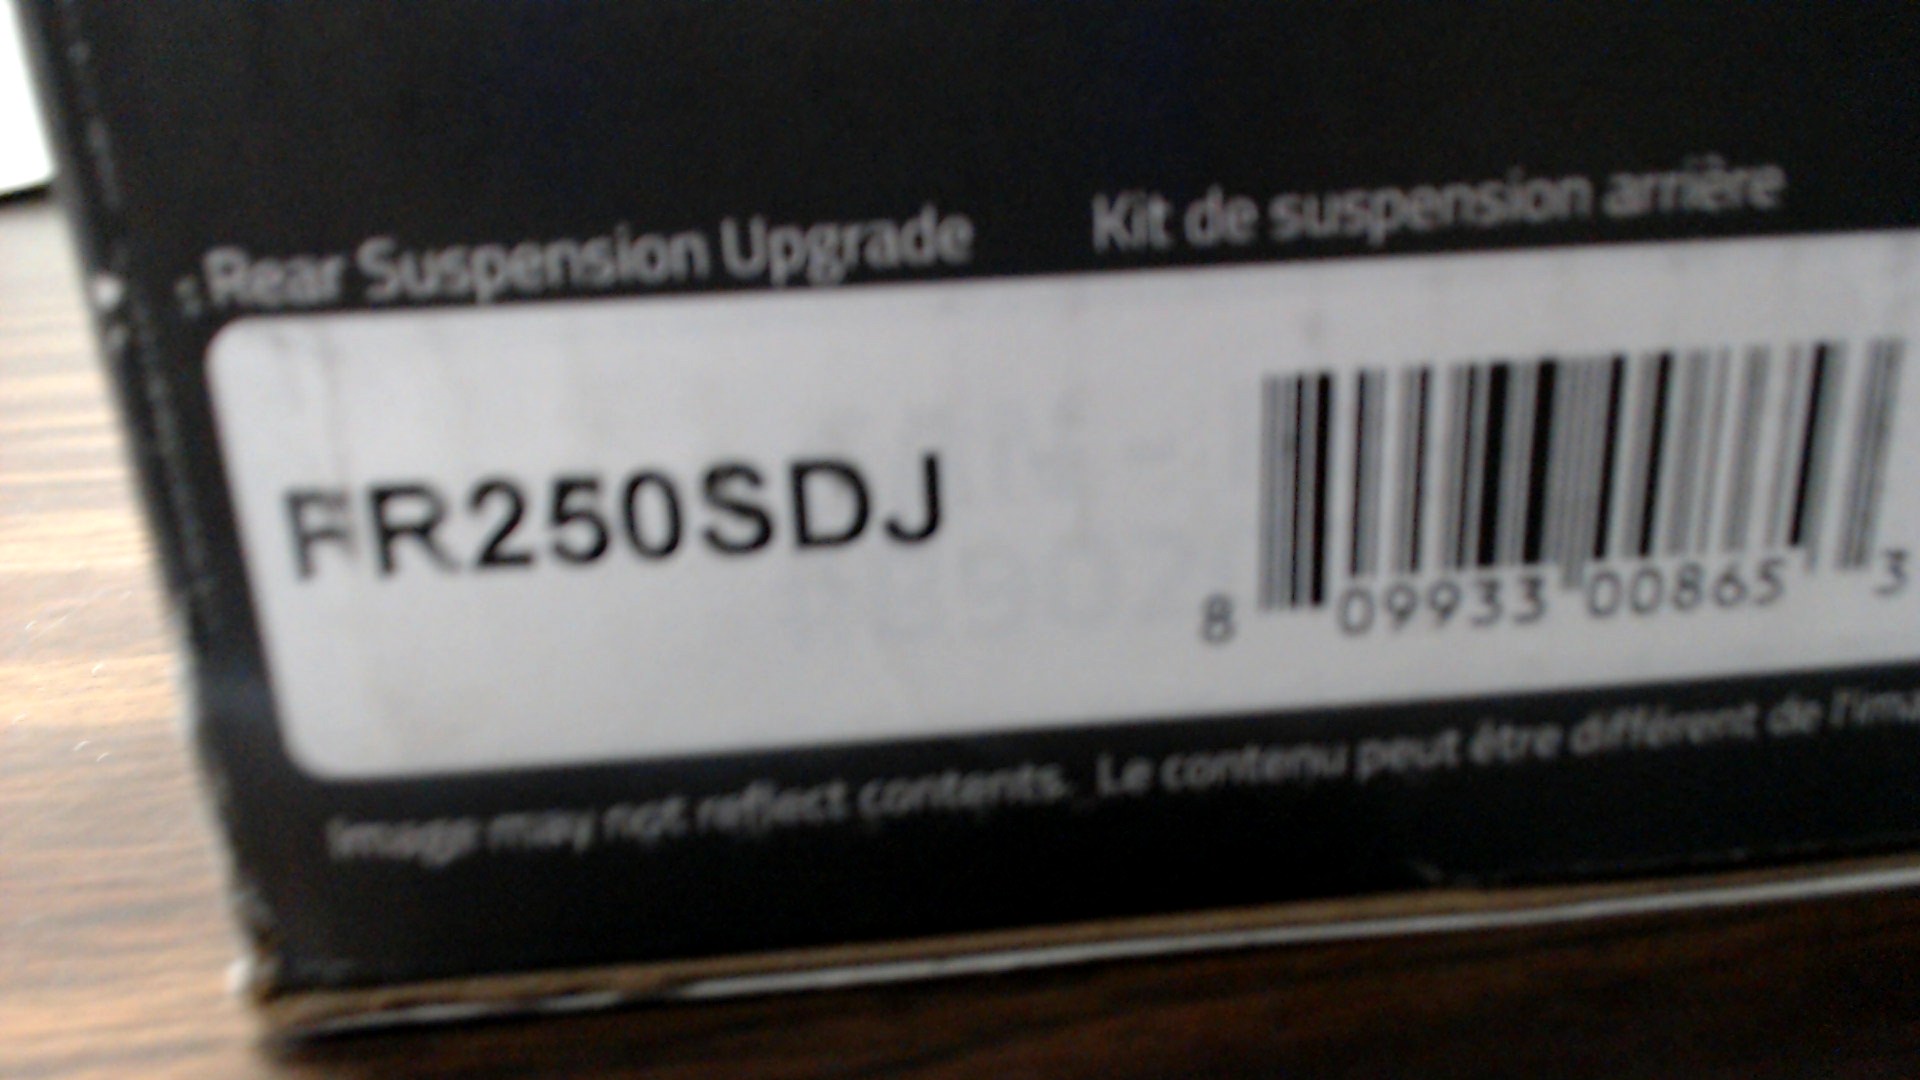 Rear Suspension Upgrade
Kit de suspension arrière
FR250SDJ
8 09933 00865 3
Image may not reflect contents. Le contenu peut être différent de